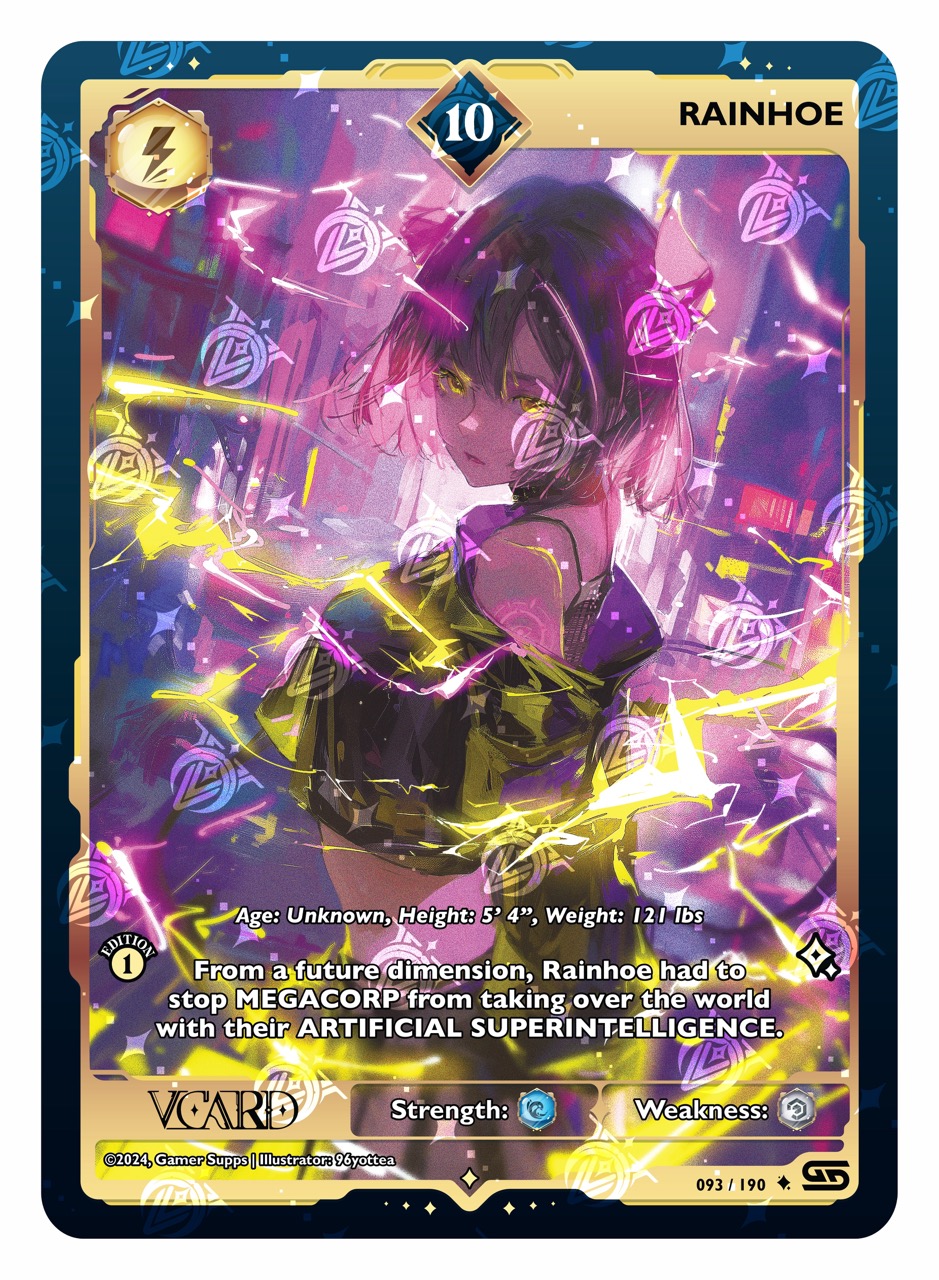 10
RAINHOE
Age: Unknown, Height: 5’ 4”, Weight: 121 lbs
EDITION
1
From a future dimension, Rainhoe had to
stop MEGACORP from taking over the world
with their ARTIFICIAL SUPERINTELLIGENCE.
VCARD
Strength:
Weakness:
©2024, Gamer Supps | Illustrator: 96yottea
093 / 190
GS